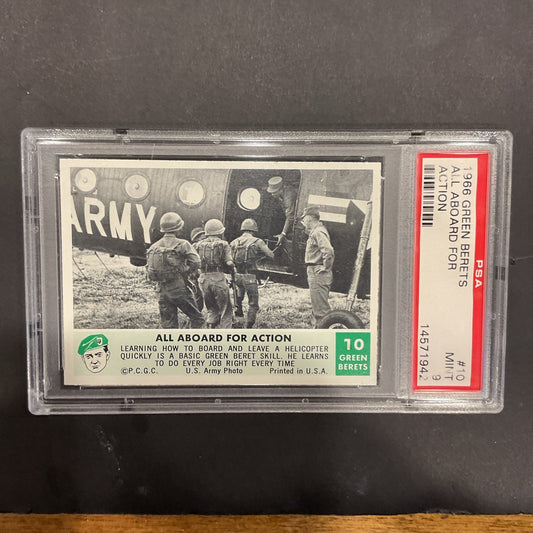 ARMY
ALL ABOARD FOR ACTION
LEARNING HOW TO BOARD AND LEAVE A HELICOPTER
QUICKLY IS A BASIC GREEN BERET SKILL. HE LEARNS
TO DO EVERY JOB RIGHT EVERY TIME.
©P.C.G.C. U.S. Army Photo Printed in U.S.A.
10
GREEN
BERETS
1966 GREEN BERETS #10
ALL ABOARD FOR MINT
ACTION 9
14571942
PSA